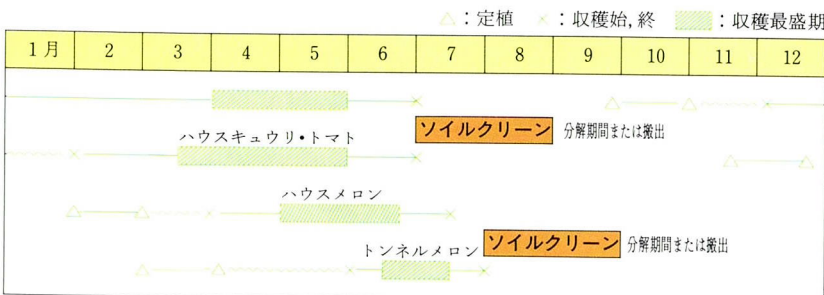 △：定植　×：収穫始, 終　：収穫最盛期
1月 2 3 4 5 6 7 8 9 10 11 12
ソイルクリーン 分解期間または搬出
ハウスキュウリ・トマト
ハウスメロン
ソイルクリーン 分解期間または搬出
トンネルメロン